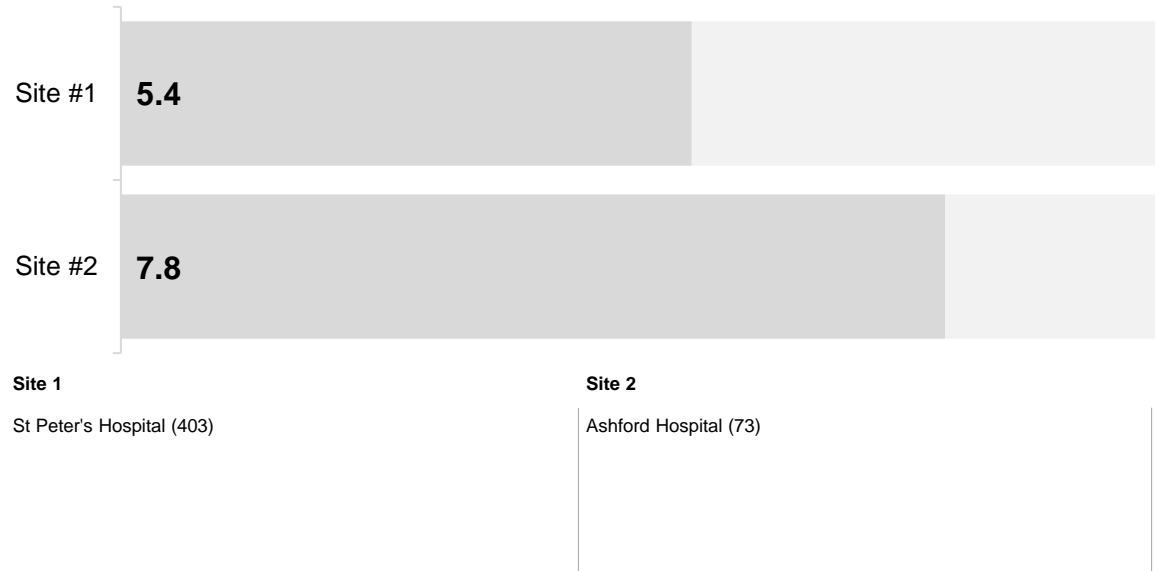 Site #1 5.4
Site #2 7.8
Site 1 Site 2
St Peter's Hospital (403) Ashford Hospital (73)